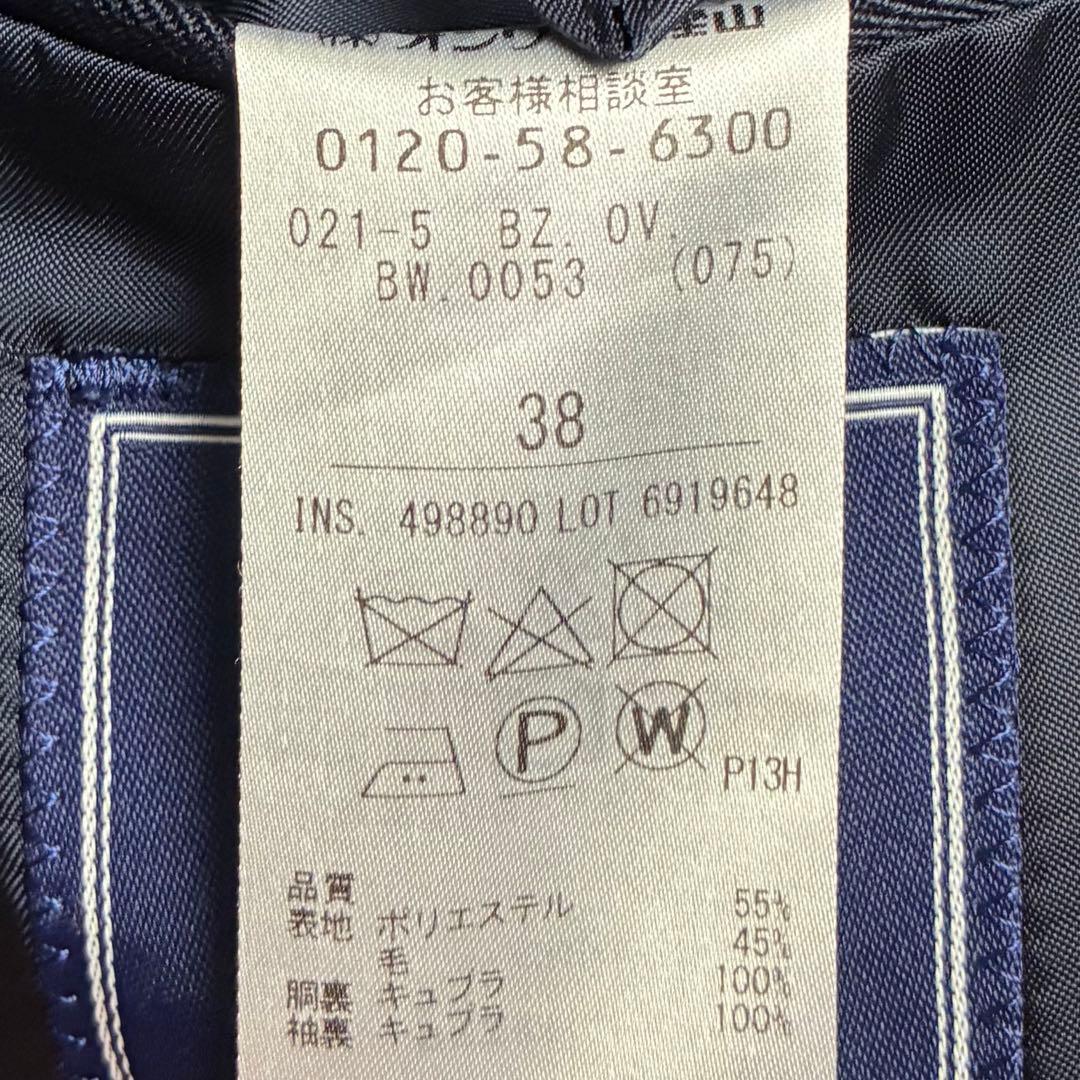 お客様相談室
0120-58-6300
021-5 BZ. OV.
BW.0053 (075)
38
INS. 498890 LOT 6919648
P
W
P13H
品質
表地 ポリエステル 55%
毛 45%
胴裏 キュプラ 100%
袖裏 キュプラ 100%